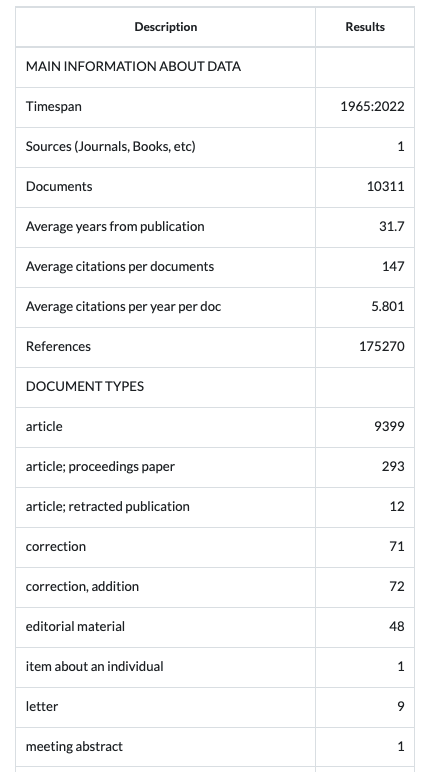 Description Results
MAIN INFORMATION ABOUT DATA
Timespan 1965:2022
Sources (Journals, Books, etc) 1
Documents 10311
Average years from publication 31.7
Average citations per documents 147
Average citations per year per doc 5.801
References 175270
DOCUMENT TYPES
article 9399
article; proceedings paper 293
article; retracted publication 12
correction 71
correction, addition 72
editorial material 48
item about an individual 1
letter 9
meeting abstract 1